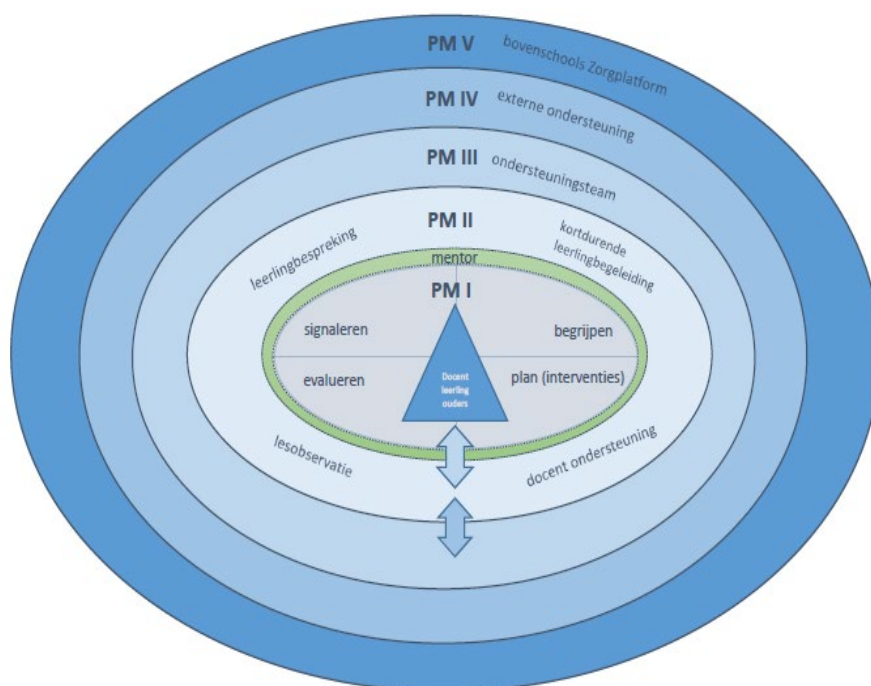 PM V
bovenschools Zorgplatform
PM IV
externe ondersteuning
PM III
ondersteuningsteam
PM II
leerlingbespreking
kortdurende
leerlingbegeleiding
mentor
PM I
signaleren
begrijpen
evalueren
plan (interventies)
Docent
leerling
ouders
lesobservatie
docent ondersteuning